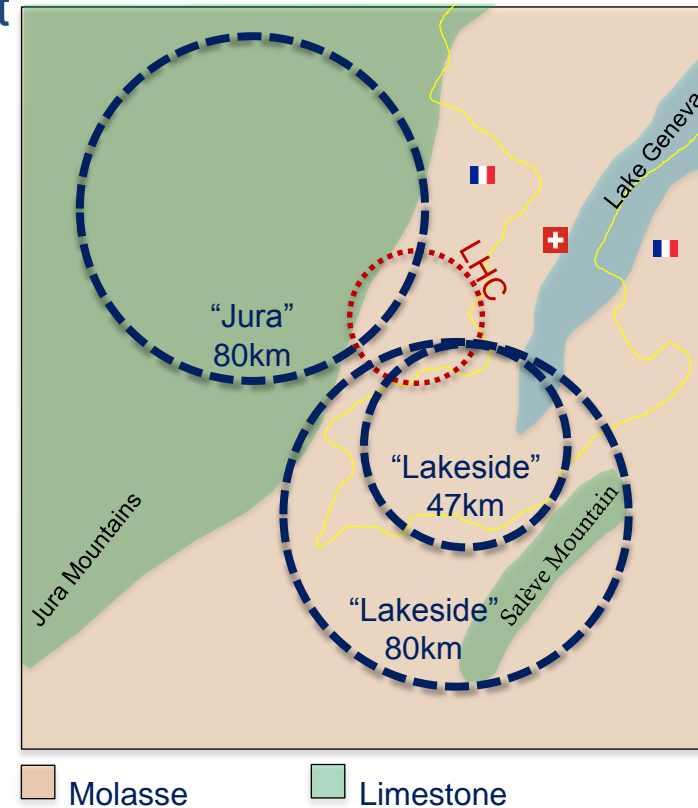 t
Lake Geneva
LHC
“Jura”
80km
“Lakeside”
47km
Jura Mountains
Salève Mountain
“Lakeside”
80km
Molasse
Limestone